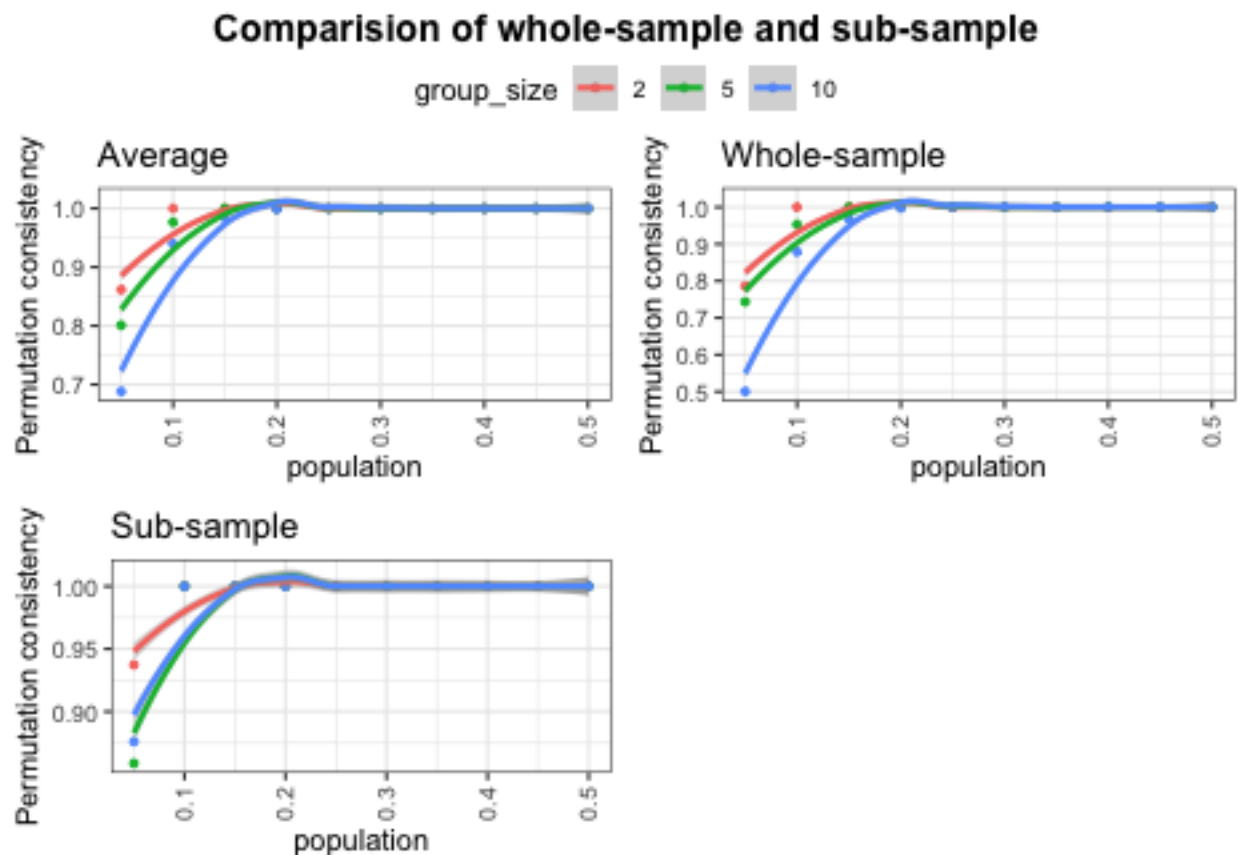 Comparision of whole-sample and sub-sample
group_size 2 5 10
Average
Permutation consistency
1.0
0.9
0.8
0.7
0.1 0.2 0.3 0.4 0.5
population
Whole-sample
Permutation consistency
1.0
0.9
0.8
0.7
0.6
0.5
0.1 0.2 0.3 0.4 0.5
population
Sub-sample
Permutation consistency
1.00
0.95
0.90
0.1 0.2 0.3 0.4 0.5
population